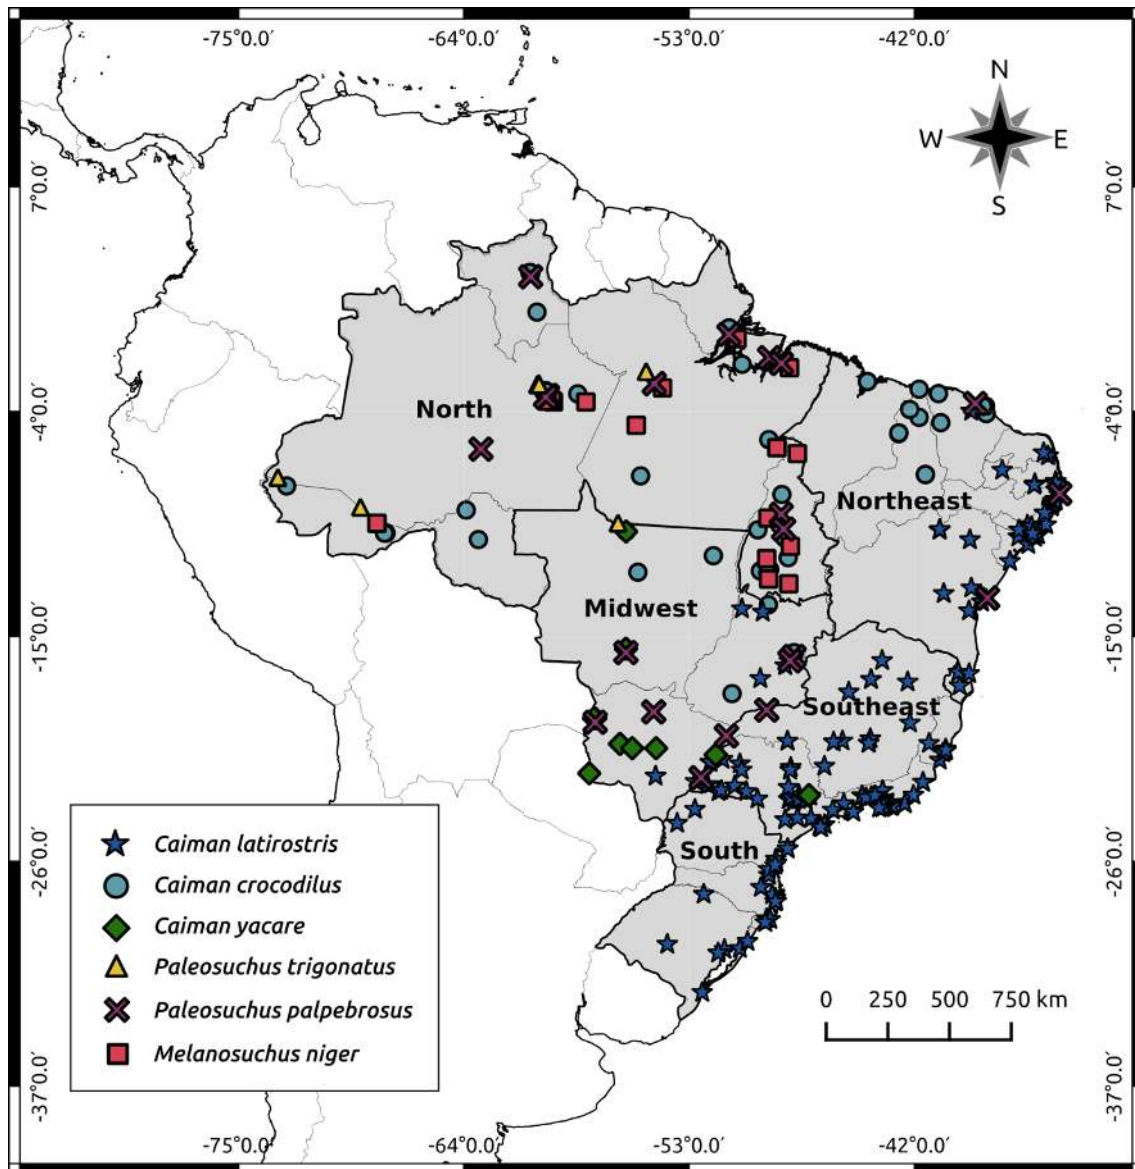 -75°0.0' -64°0.0' -53°0.0' -42°0.0'
N
W E
S
7°0.0' 7°0.0'
North
-4°0.0' -4°0.0'
Northeast
Midwest
-15°0.0' -15°0.0'
Southeast
South
-26°0.0' -26°0.0'
Caiman latirostris
Caiman crocodilus
Caiman yacare
Paleosuchus trigonatus
Paleosuchus palpebrosus
Melanosuchus niger
0 250 500 750 km
-37°0.0' -37°0.0'
-75°0.0' -64°0.0' -53°0.0' -42°0.0'